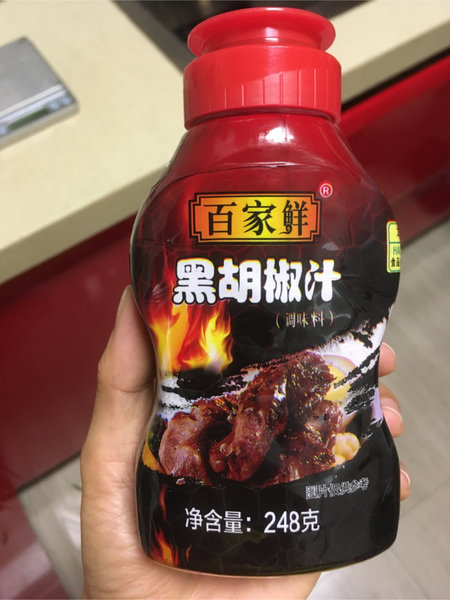 百家鲜®
黑胡椒汁
(调味料)
图片仅供参考
净含量: 248克